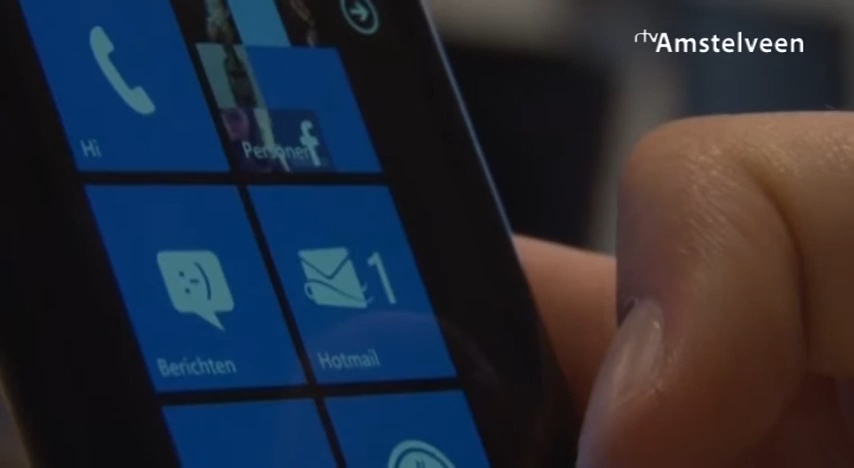 rtvAmstelveen
Hi
Personen
:-)
Berichten
1
Hotmail